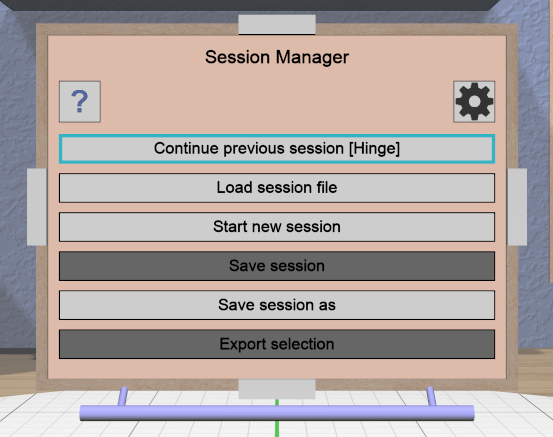 Session Manager
?
Continue previous session [Hinge]
Load session file
Start new session
Save session
Save session as
Export selection